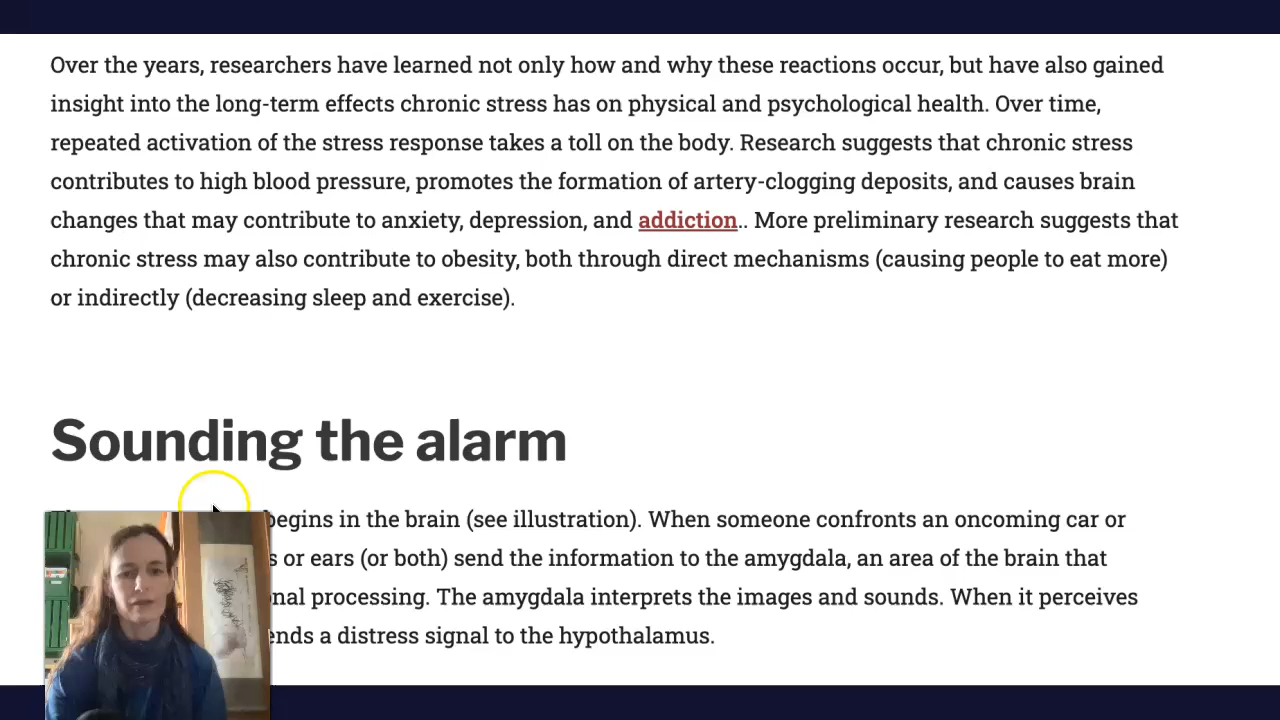 Over the years, researchers have learned not only how and why these reactions occur, but have also gained
insight into the long-term effects chronic stress has on physical and psychological health. Over time,
repeated activation of the stress response takes a toll on the body. Research suggests that chronic stress
contributes to high blood pressure, promotes the formation of artery-clogging deposits, and causes brain
changes that may contribute to anxiety, depression, and addiction.. More preliminary research suggests that
chronic stress may also contribute to obesity, both through direct mechanisms (causing people to eat more)
or indirectly (decreasing sleep and exercise).
Sounding the alarm
begins in the brain (see illustration). When someone confronts an oncoming car or
or ears (or both) send the information to the amygdala, an area of the brain that
processing. The amygdala interprets the images and sounds. When it perceives
a distress signal to the hypothalamus.